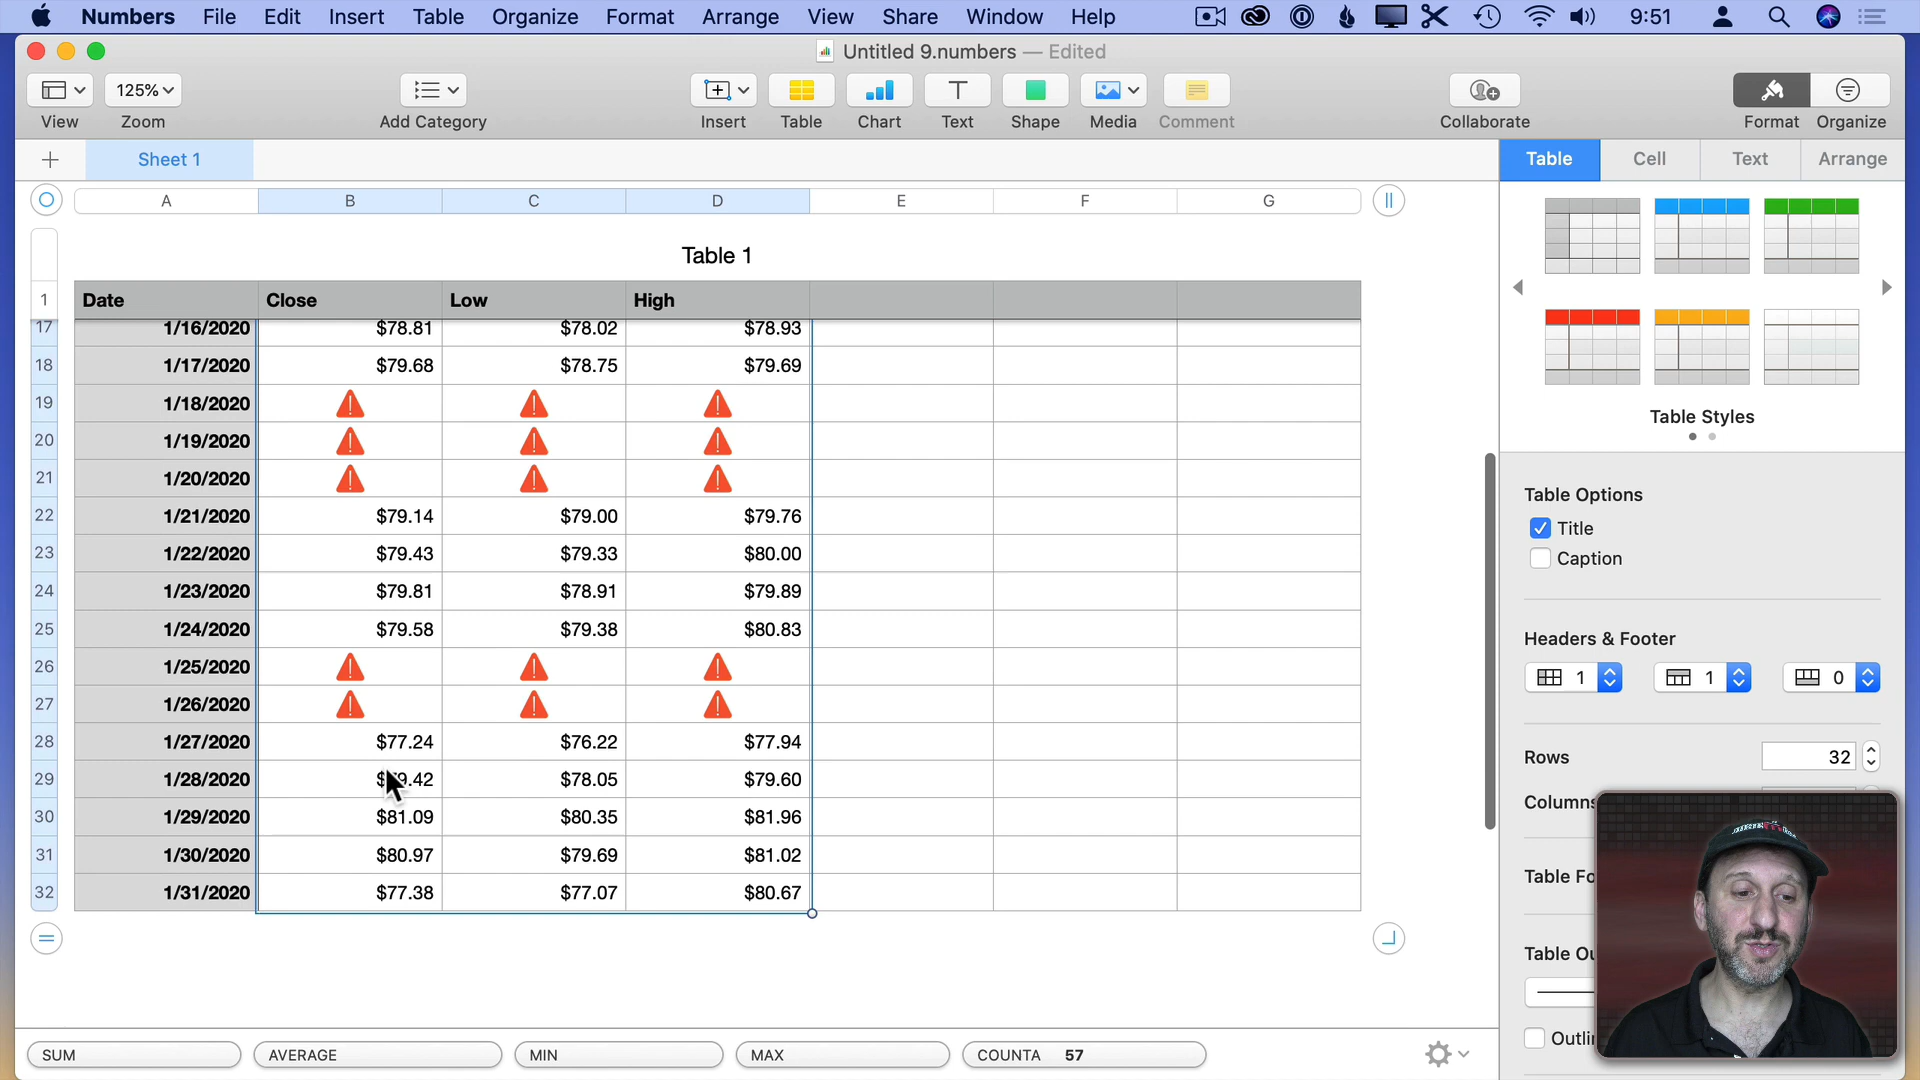 Numbers File Edit Insert Table Organize Format Arrange View Share Window Help 9:51
Untitled 9.numbers — Edited
125%
View Zoom Add Category Insert Table Chart Text Shape Media Comment Collaborate Format Organize
Sheet 1
Table Cell Text Arrange
A B C D E F G
Table 1
1 Date Close Low High
17 1/16/2020 $78.81 $78.02 $78.93
18 1/17/2020 $79.68 $78.75 $79.69
19 1/18/2020
20 1/19/2020
21 1/20/2020
22 1/21/2020 $79.14 $79.00 $79.76
23 1/22/2020 $79.43 $79.33 $80.00
24 1/23/2020 $79.81 $78.91 $79.89
25 1/24/2020 $79.58 $79.38 $80.83
26 1/25/2020
27 1/26/2020
28 1/27/2020 $77.24 $76.22 $77.94
29 1/28/2020 $78.05 $79.60
30 1/29/2020 $81.09 $80.35 $81.96
31 1/30/2020 $80.97 $79.69 $81.02
32 1/31/2020 $77.38 $77.07 $80.67
Table Styles
Table Options
Title
Caption
Headers & Footer
1 1 0
Rows 32
Columns
Table Fo
Table Ou
Outli
SUM AVERAGE MIN MAX COUNTA 57